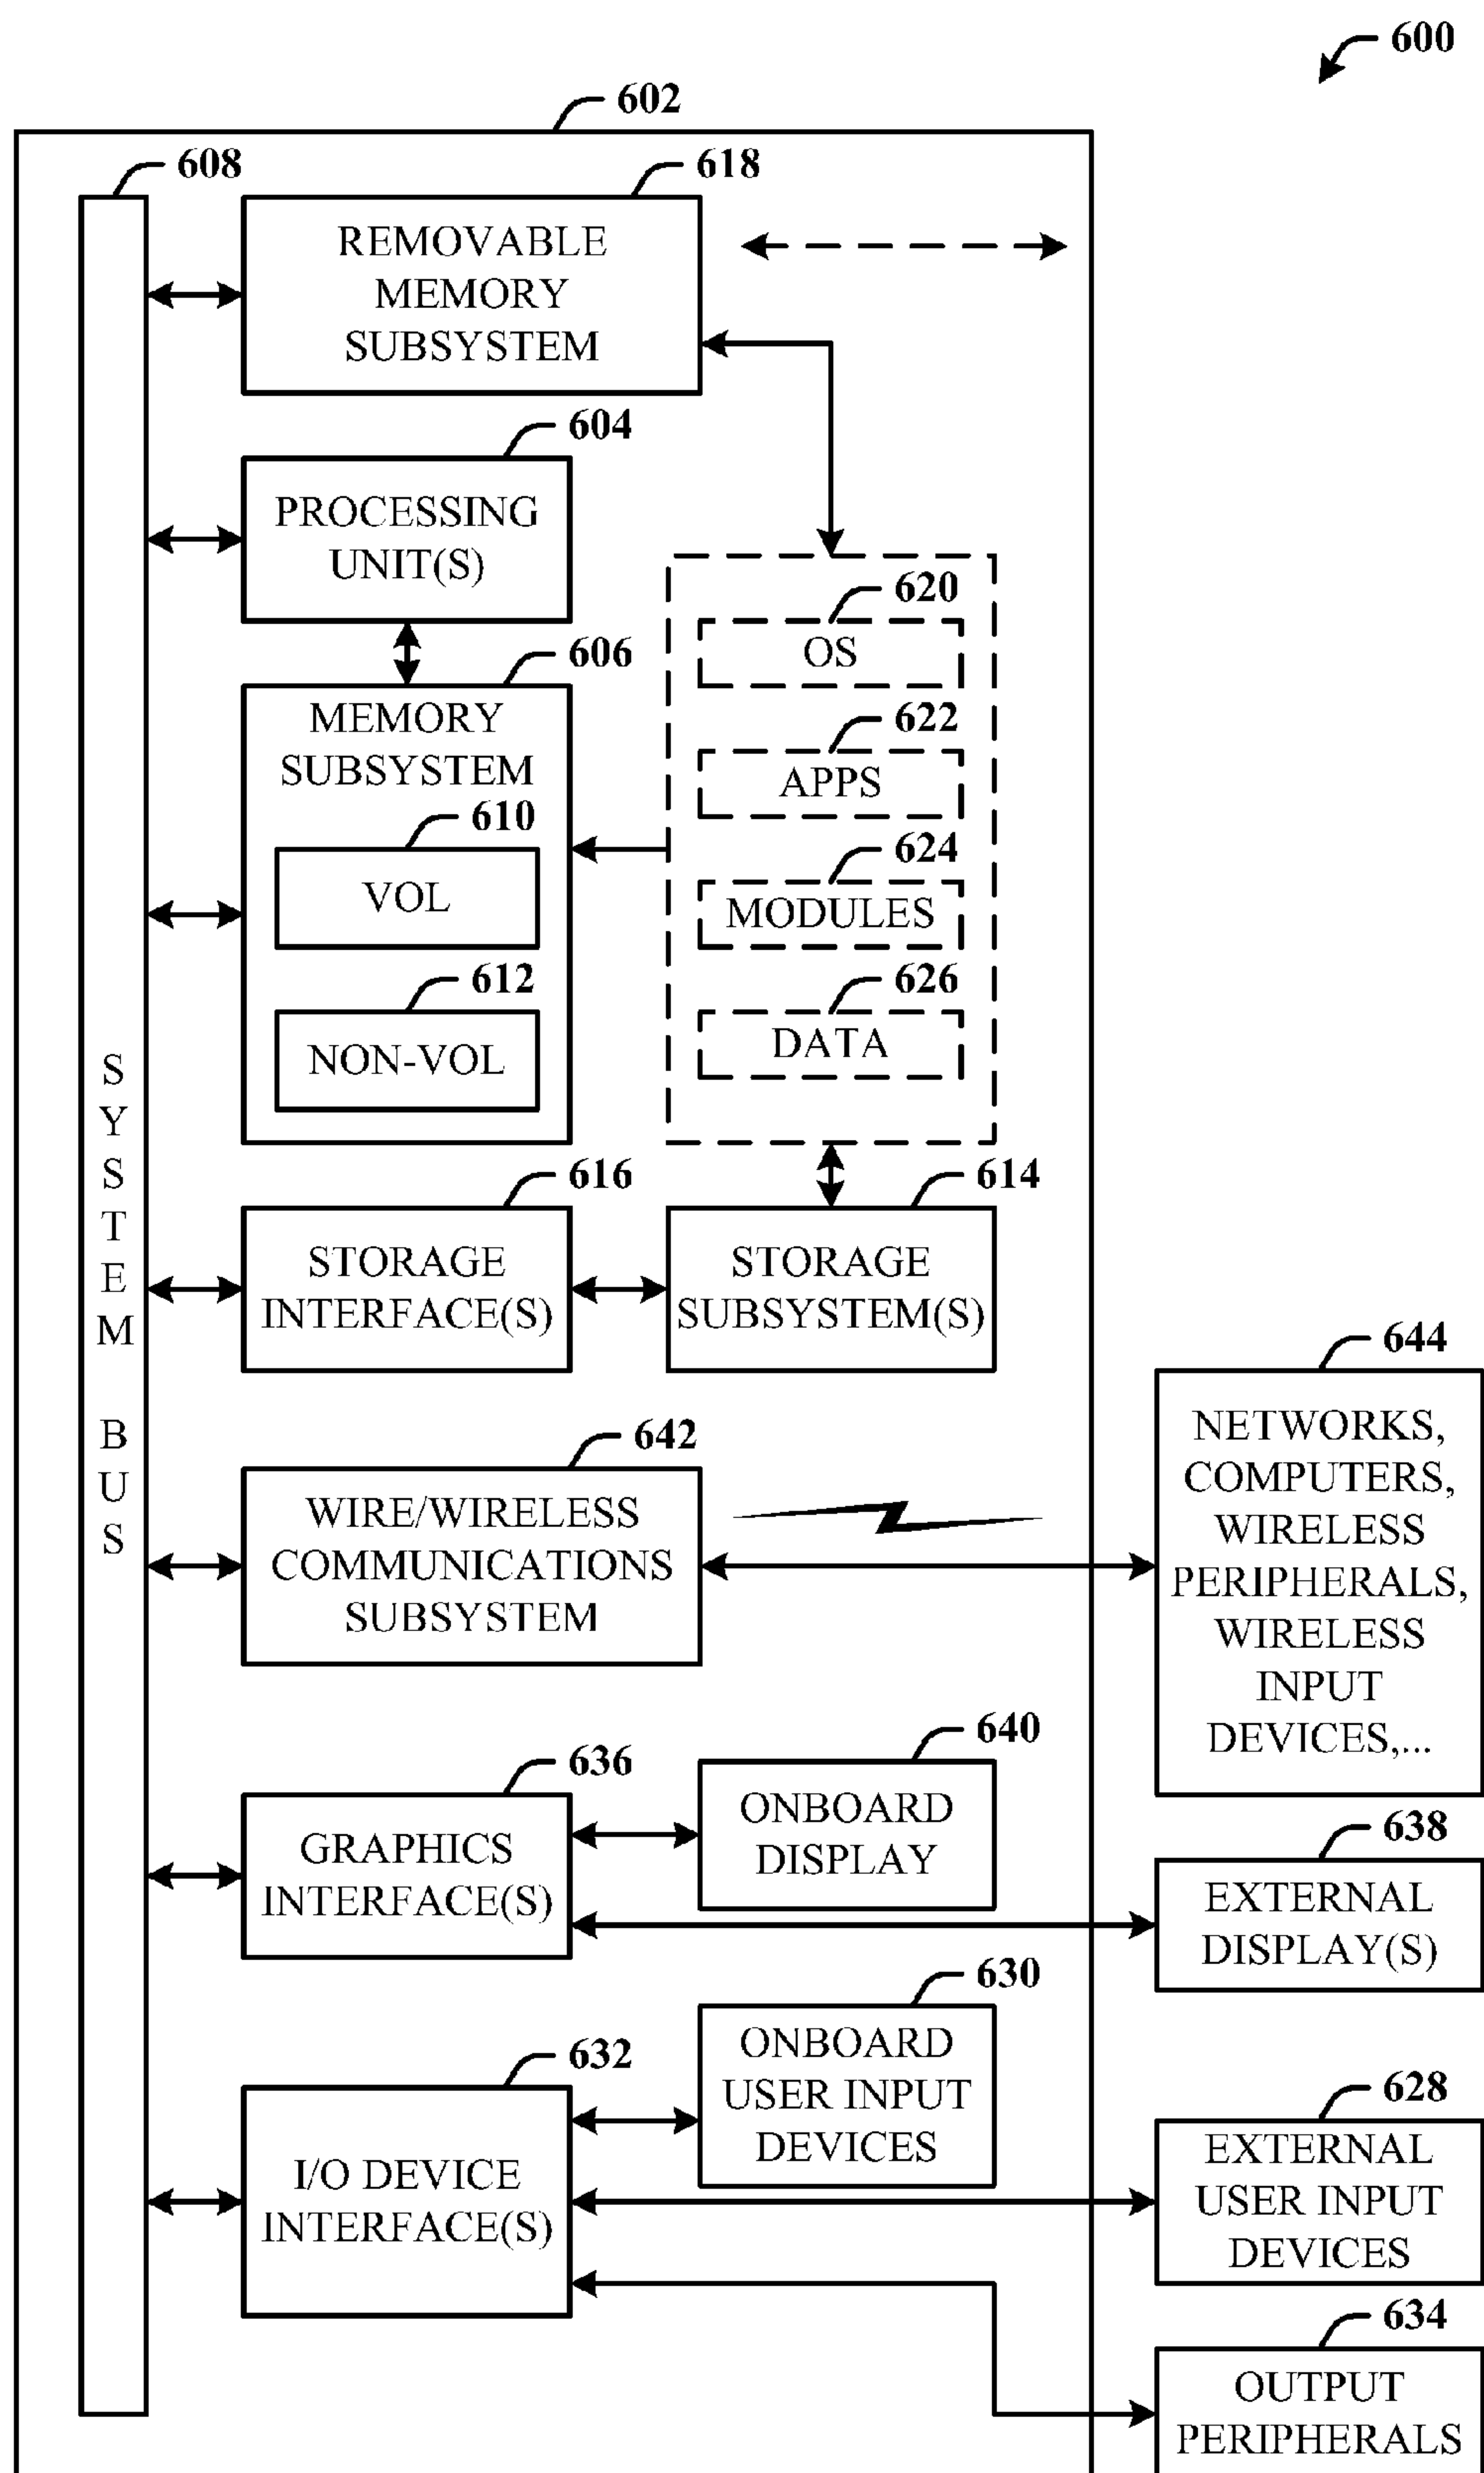 600
602
608
618
REMOVABLE
MEMORY
SUBSYSTEM
604
PROCESSING
UNIT(S)
606
MEMORY
SUBSYSTEM
610
VOL
612
NON-VOL
620
OS
622
APPS
624
MODULES
626
DATA
SYSTEM BUS
616
STORAGE
INTERFACE(S)
614
STORAGE
SUBSYSTEM(S)
642
WIRE/WIRELESS
COMMUNICATIONS
SUBSYSTEM
644
NETWORKS,
COMPUTERS,
WIRELESS
PERIPHERALS,
WIRELESS
INPUT
DEVICES,...
636
GRAPHICS
INTERFACE(S)
640
ONBOARD
DISPLAY
638
EXTERNAL
DISPLAY(S)
632
I/O DEVICE
INTERFACE(S)
630
ONBOARD
USER INPUT
DEVICES
628
EXTERNAL
USER INPUT
DEVICES
634
OUTPUT
PERIPHERALS